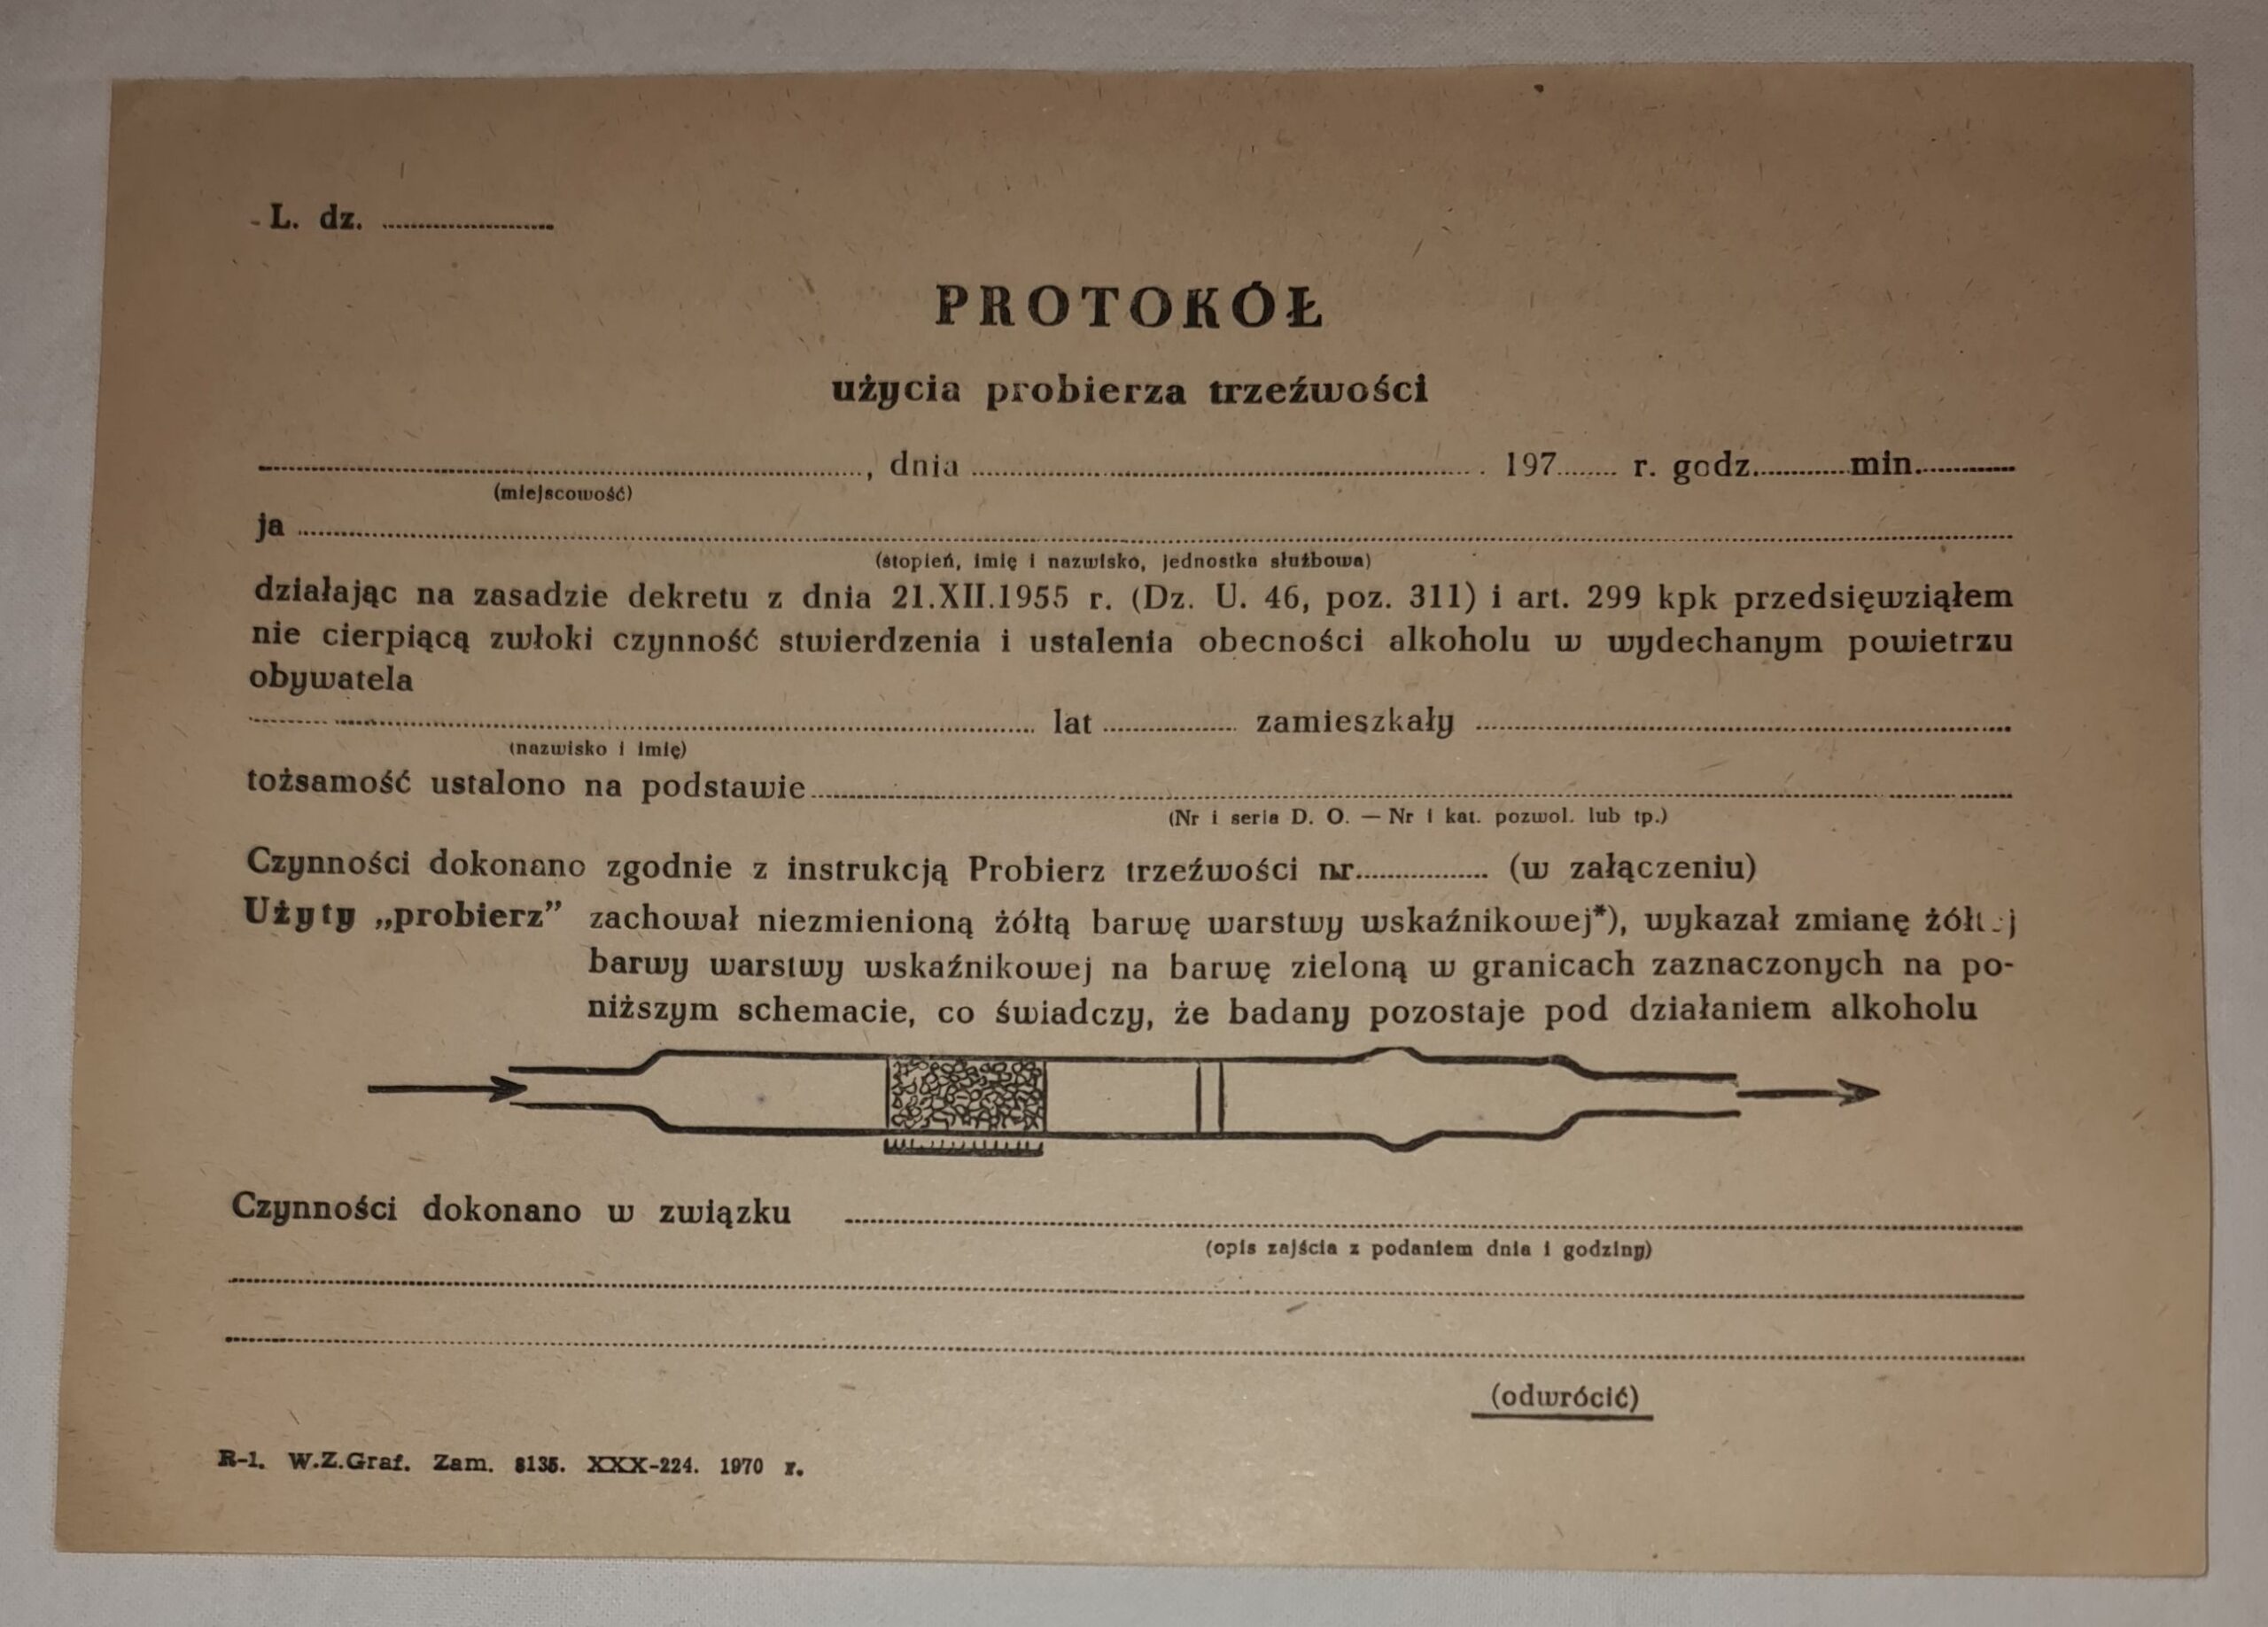 L. dz. ....................
PROTOKÓŁ
użycia probierza trzeźwości
...................., dnia .................... 197........ r. godz............min............
(miejscowość)
ja ....................
(stopień, imię i nazwisko, jednostka służbowa)
działając na zasadzie dekretu z dnia 21.XII.1955 r. (Dz. U. 46, poz. 311) i art. 299 kpk przedsięwziąłem
nie cierpiącą zwłoki czynność stwierdzenia i ustalenia obecności alkoholu w wydechanym powietrzu
obywatela
.................... lat ............... zamieszkały ....................
(nazwisko i imię)
tożsamość ustalono na podstawie....................
(Nr i seria D. O. — Nr i kat. pozwol. lub tp.)
Czynności dokonano zgodnie z instrukcją Probierz trzeźwości nr............... (w załączeniu)
Użyty „probierz” zachował niezmienioną żółtą barwę warstwy wskaźnikowej*), wykazał zmianę żółtej
barwy warstwy wskaźnikowej na barwę zieloną w granicach zaznaczonych na po-
niższym schemacie, co świadczy, że badany pozostaje pod działaniem alkoholu
Czynności dokonano w związku ....................
(opis zajścia z podaniem dnia i godziny)
(odwrócić)
R-1. W.Z.Graf. Zam. 8135. XXX-224. 1970 r.